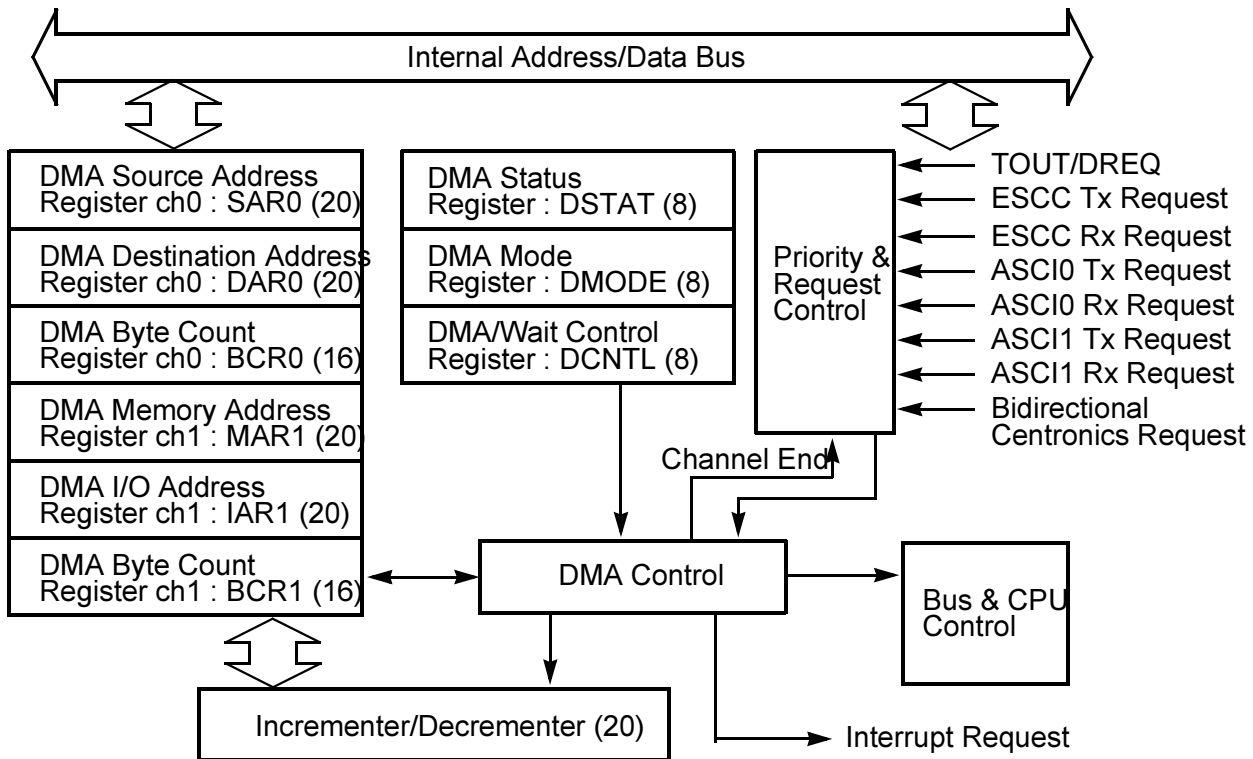 Internal Address/Data Bus
DMA Source Address
Register ch0 : SAR0 (20)
DMA Destination Address
Register ch0 : DAR0 (20)
DMA Byte Count
Register ch0 : BCR0 (16)
DMA Memory Address
Register ch1 : MAR1 (20)
DMA I/O Address
Register ch1 : IAR1 (20)
DMA Byte Count
Register ch1 : BCR1 (16)
DMA Status
Register : DSTAT (8)
DMA Mode
Register : DMODE (8)
DMA/Wait Control
Register : DCNTL (8)
Priority &
Request
Control
TOUT/DREQ
ESCC Tx Request
ESCC Rx Request
ASCI0 Tx Request
ASCI0 Rx Request
ASCI1 Tx Request
ASCI1 Rx Request
Bidirectional
Centronics Request
Channel End
DMA Control
Bus & CPU
Control
Incrementer/Decrementer (20)
Interrupt Request